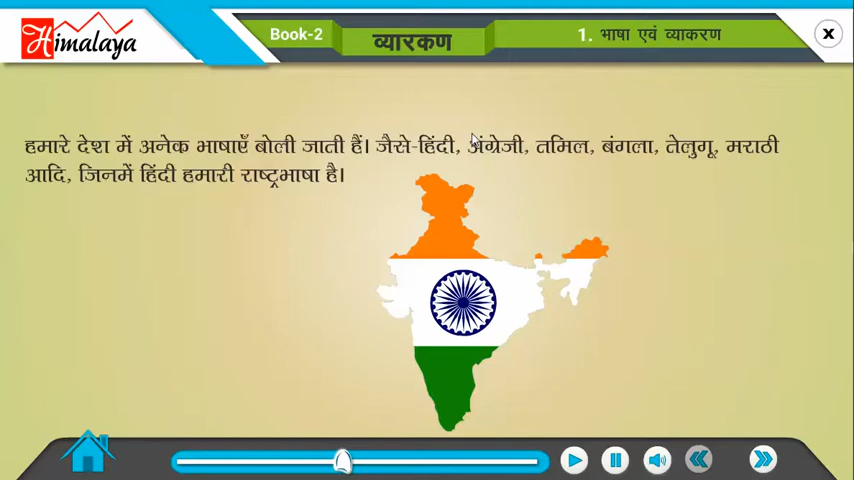 Himalaya
Book-2
व्यारकण
1. भाषा एवं व्याकरण
X
हमारे देश में अनेक भाषाएँ बोली जाती हैं। जैसे-हिंदी, अंग्रेजी, तमिल, बंगला, तेलुगू, मराठी
आदि, जिनमें हिंदी हमारी राष्ट्रभाषा है।